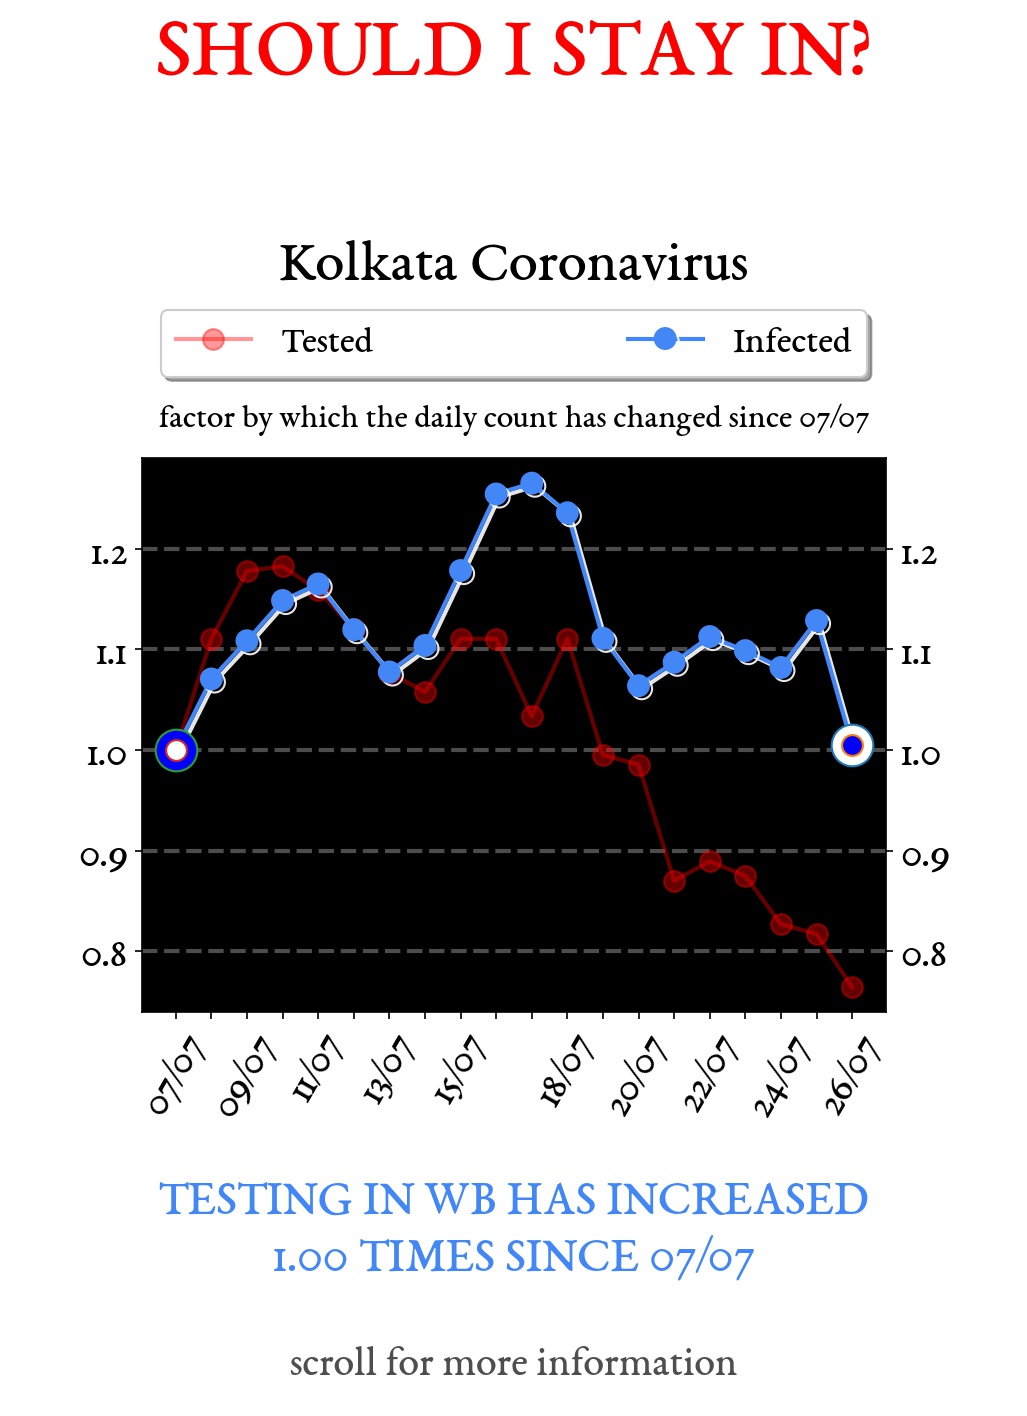 SHOULD I STAY IN?
Kolkata Coronavirus
Tested Infected
factor by which the daily count has changed since 07/07
1.2 1.2
1.1 1.1
1.0 1.0
0.9 0.9
0.8 0.8
07/07 09/07 11/07 13/07 15/07 18/07 20/07 22/07 24/07 26/07
TESTING IN WB HAS INCREASED
1.00 TIMES SINCE 07/07
scroll for more information